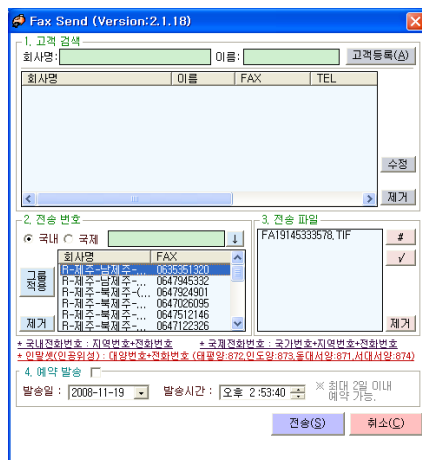 Fax Send (Version:2.1.18)
1. 고객 검색
회사명: 이름: 고객등록(A)
회사명 이름 FAX TEL
수정
제거
2. 전송 번호
국내 국제 ↓
회사명 FAX
R-제주-남제주-... 0635351320
R-제주-남제주-... 0647945332
R-제주-북제주-(... 0647924901
R-제주-북제주-... 0647026095
R-제주-북제주-... 0647512146
R-제주-북제주-... 0647122326
그룹
적용
제거
3. 전송 파일
FA19145333578.TIF
#
√
제거
* 국내전화번호 : 지역번호+전화번호 * 국제전화번호 : 국가번호+지역번호+전화번호
* 인말샛(인공위성) : 대양번호+전화번호 (태평양:872,인도양:873,동대서양:871,서대서양:874)
4. 예약 발송
발송일 : 2008-11-19 발송시간 : 오후 2:53:40 ※ 최대 2일 이내
예약 가능.
전송(S) 취소(C)